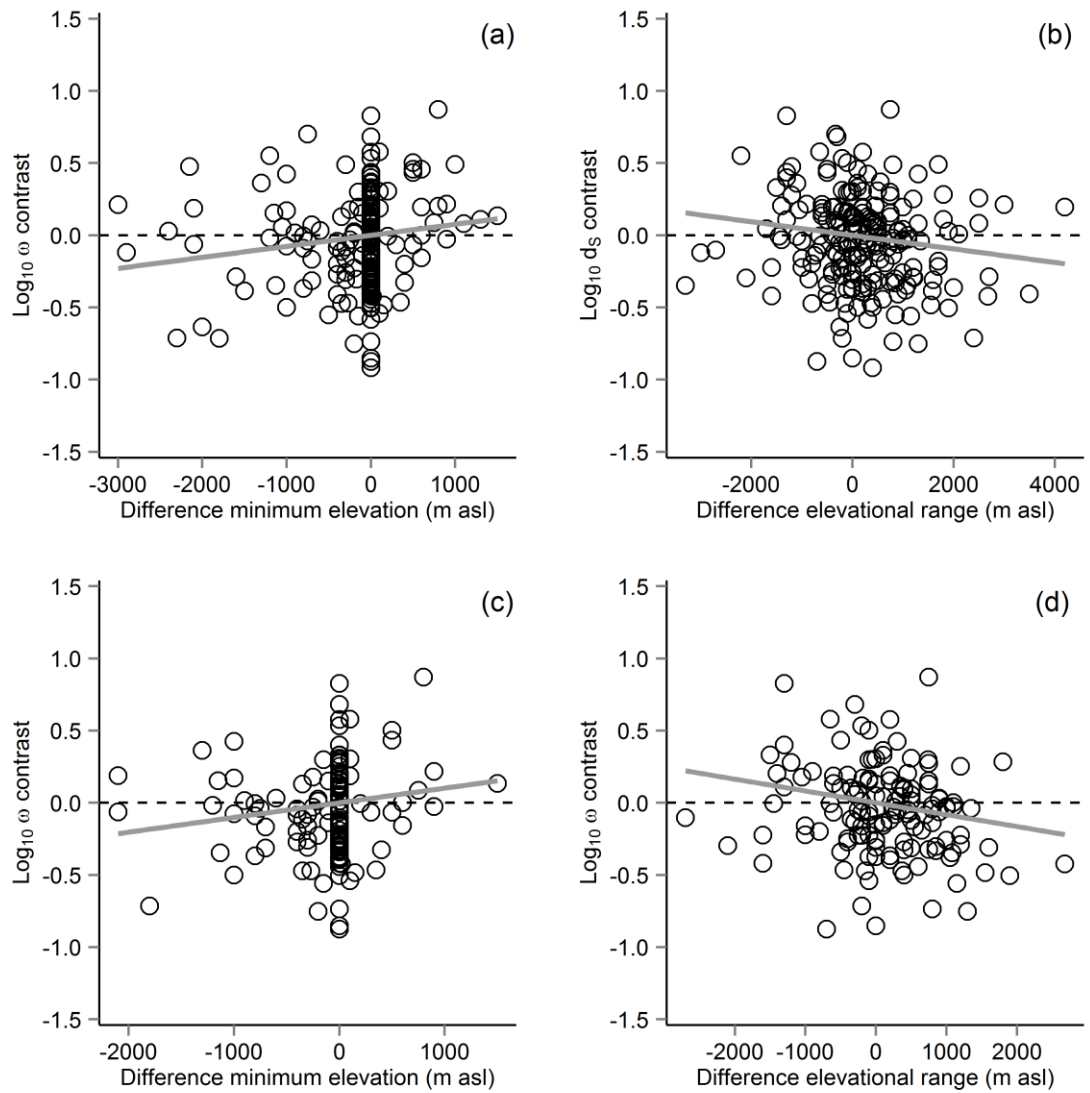 (a)
1.5
1.0
0.5
0.0
-0.5
-1.0
-1.5
Log10 ω contrast
-3000 -2000 -1000 0 1000
Difference minimum elevation (m asl)
(b)
1.5
1.0
0.5
0.0
-0.5
-1.0
-1.5
Log10 dS contrast
-2000 0 2000 4000
Difference elevational range (m asl)
(c)
1.5
1.0
0.5
0.0
-0.5
-1.0
-1.5
Log10 ω contrast
-2000 -1000 0 1000
Difference minimum elevation (m asl)
(d)
1.5
1.0
0.5
0.0
-0.5
-1.0
-1.5
Log10 ω contrast
-2000 -1000 0 1000 2000
Difference elevational range (m asl)